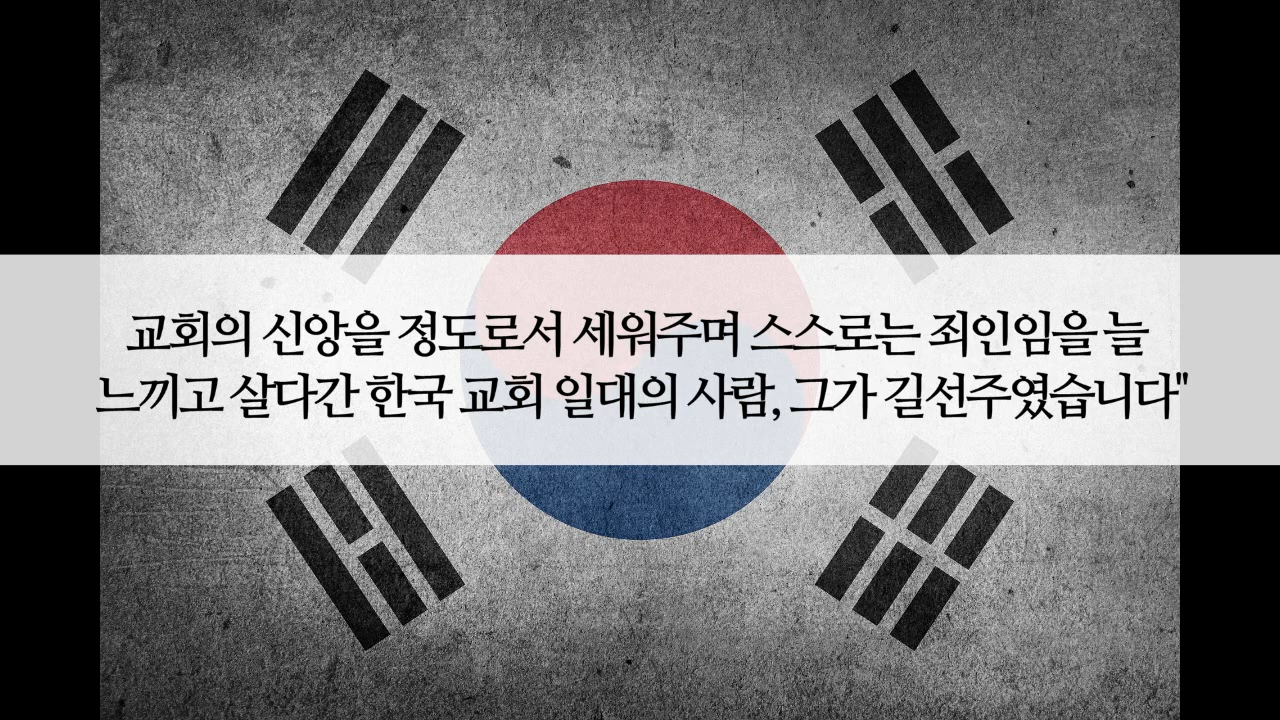 교회의 신앙을 정도로서 세워주며 스스로는 죄인임을 늘
느끼고 살다간 한국 교회 일대의 사람, 그가 길선주였습니다"